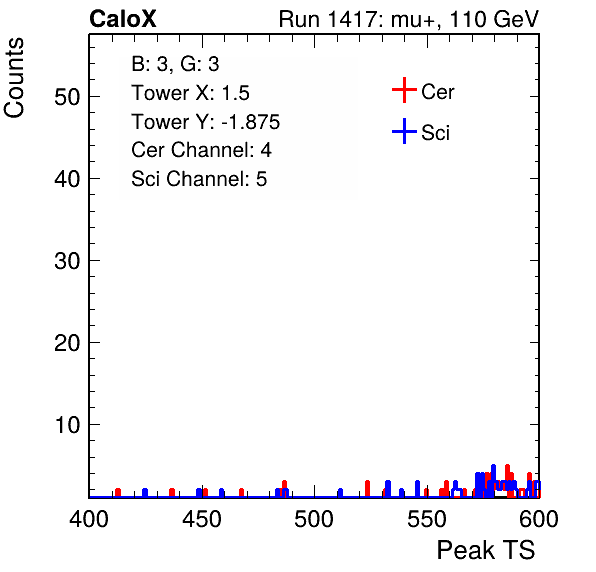 CaloX Run 1417: mu+, 110 GeV
Counts
B: 3, G: 3
Tower X: 1.5
Tower Y: -1.875
Cer Channel: 4
Sci Channel: 5
Cer
Sci
50
40
30
20
10
400 450 500 550 600
Peak TS